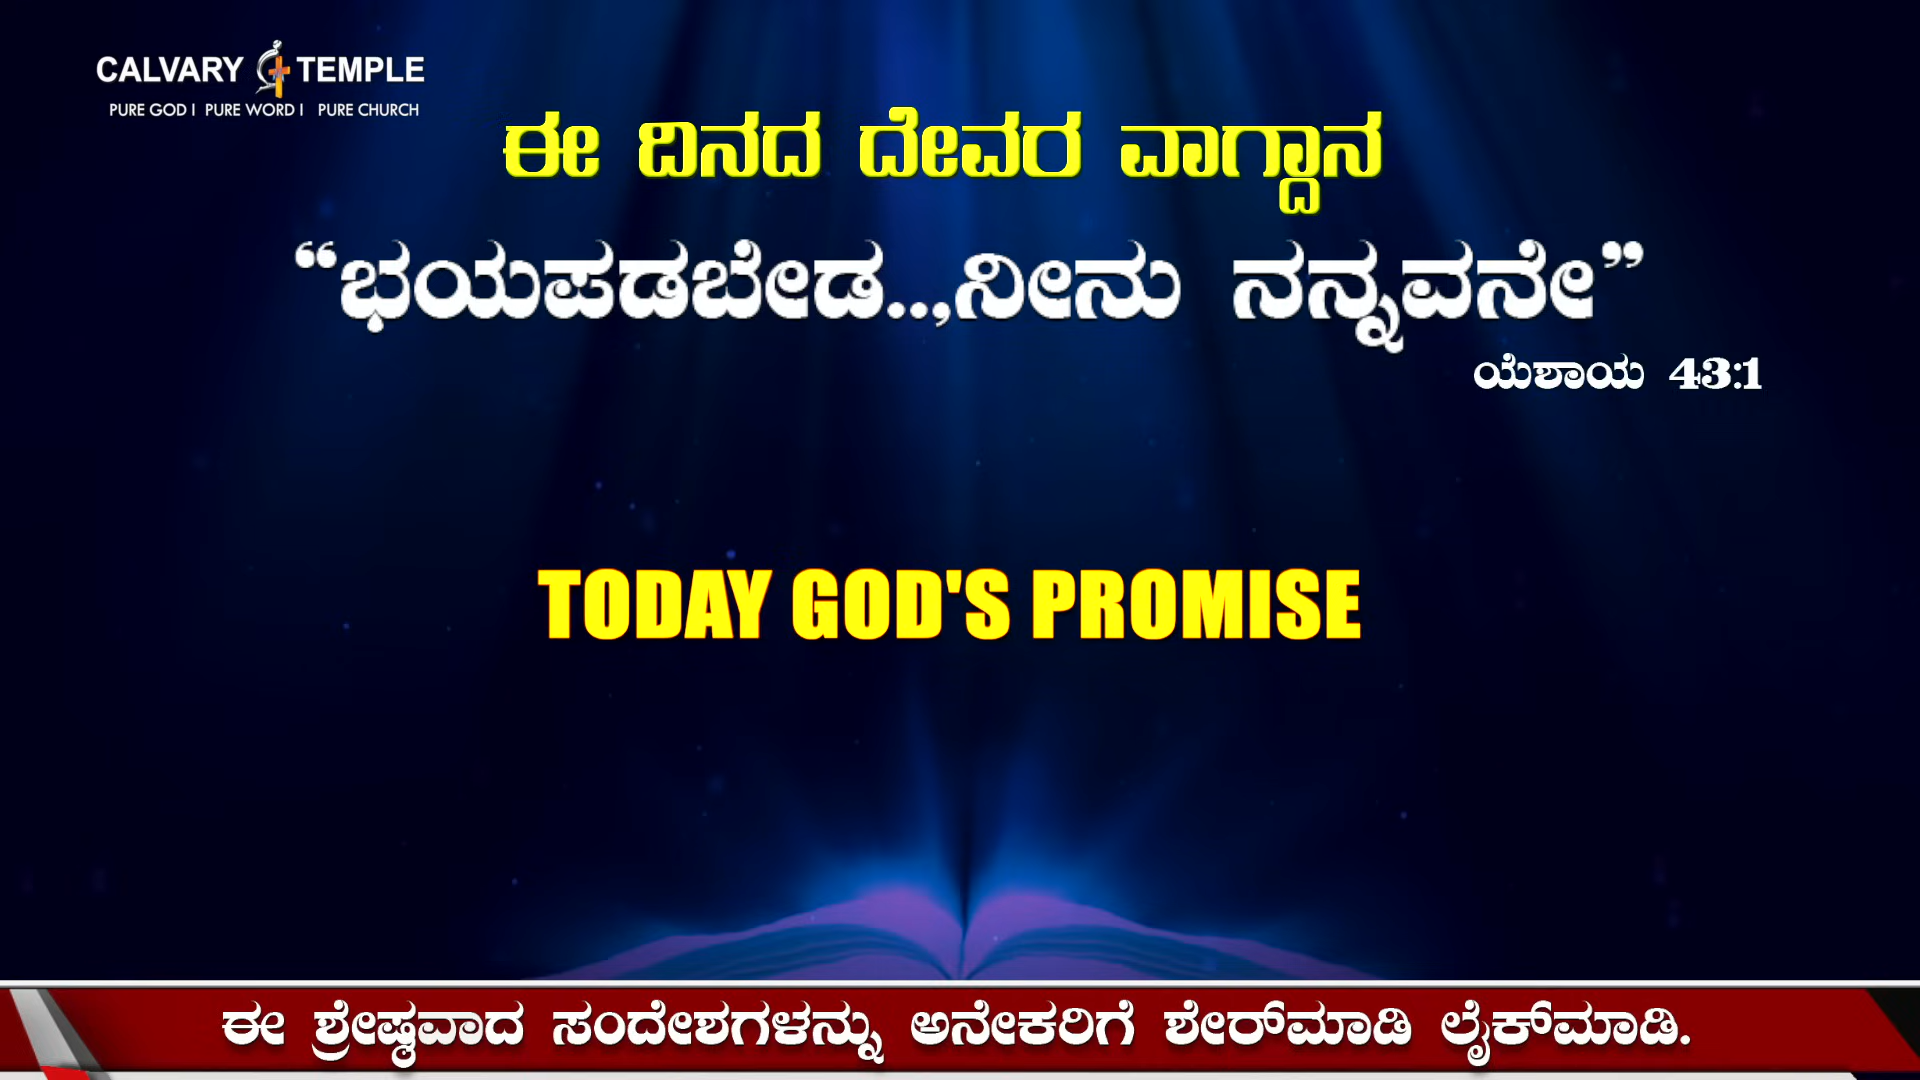 CALVARY TEMPLE
PURE GOD I PURE WORD I PURE CHURCH
ಈ ದಿನದ ದೇವರ ವಾಗ್ದಾನ
“ಭಯಪಡಬೇಡ..,ನೀನು ನನ್ನವನೇ”
ಯೆಶಾಯ 43:1
TODAY GOD'S PROMISE
ಈ ಶ್ರೇಷ್ಠವಾದ ಸಂದೇಶಗಳನ್ನು ಅನೇಕರಿಗೆ ಶೇರ್‌ಮಾಡಿ ಲೈಕ್‌ಮಾಡಿ.